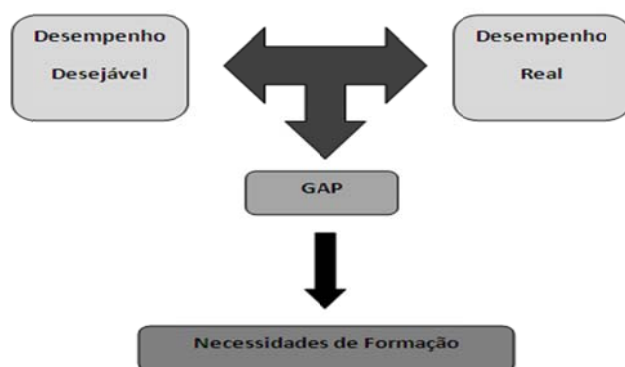 Desempenho
Desejável
Desempenho
Real
GAP
Necessidades de Formação